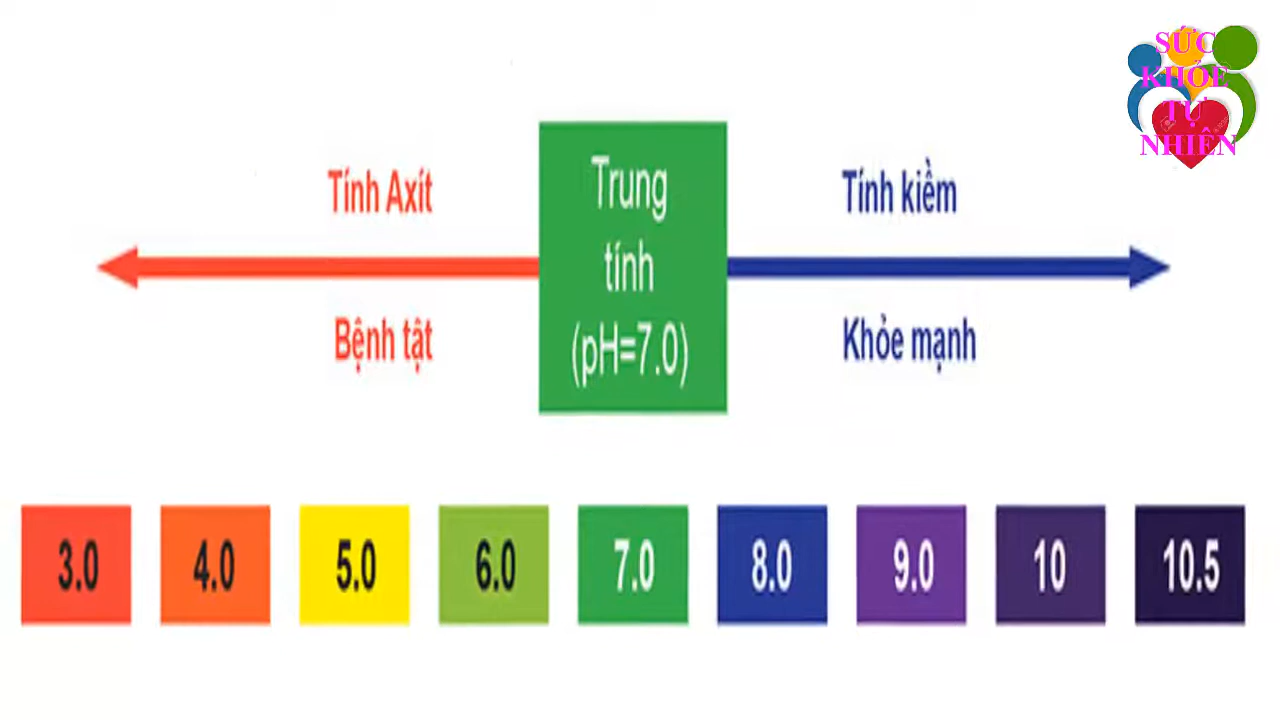 SỨC
KHỎE
TỰ
NHIÊN
Tính Axít
Trung
tính
(pH=7.0)
Tính kiềm
Bệnh tật
Khỏe mạnh
3.0
4.0
5.0
6.0
7.0
8.0
9.0
10
10.5